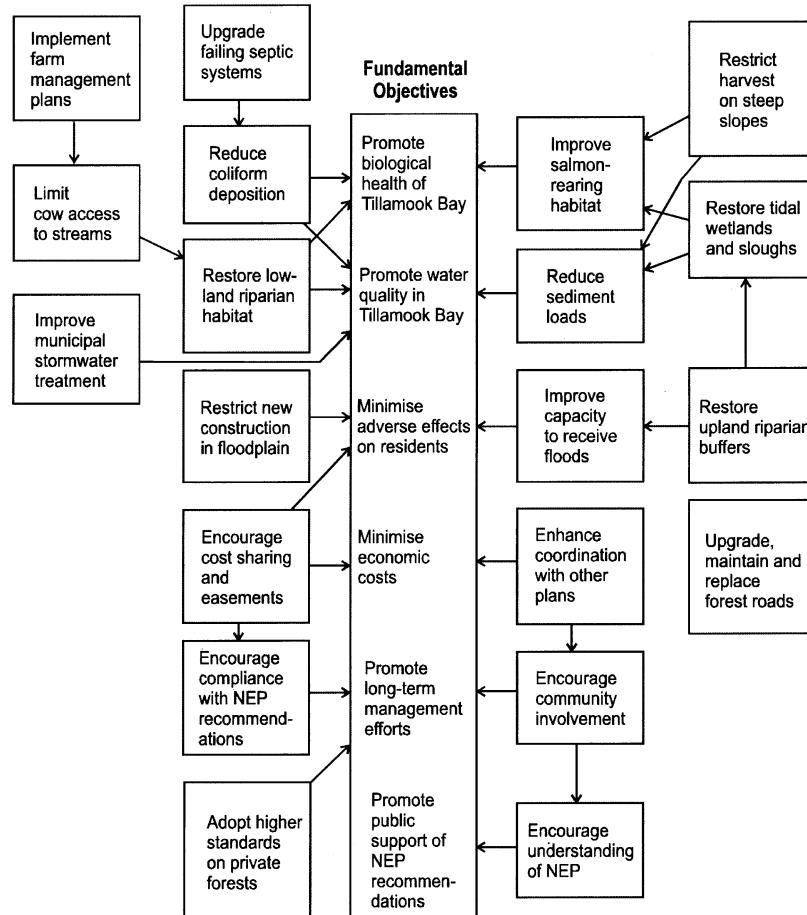 Implement
farm
management
plans
Upgrade
failing septic
systems
Fundamental
Objectives
Restrict
harvest
on steep
slopes
Limit
cow access
to streams
Reduce
coliform
deposition
Promote
biological
health of
Tillamook Bay
Improve
salmon-
rearing
habitat
Restore tidal
wetlands
and sloughs
Restore low-
land riparian
habitat
Promote water
quality in
Tillamook Bay
Reduce
sediment
loads
Improve
municipal
stormwater
treatment
Restrict new
construction
in floodplain
Minimise
adverse effects
on residents
Improve
capacity
to receive
floods
Restore
upland riparian
buffers
Encourage
cost sharing
and
easements
Minimise
economic
costs
Enhance
coordination
with other
plans
Upgrade,
maintain and
replace
forest roads
Encourage
compliance
with NEP
recommend-
ations
Promote
long-term
management
efforts
Encourage
community
involvement
Adopt higher
standards
on private
forests
Promote
public
support of
NEP
recommen-
dations
Encourage
understanding
of NEP